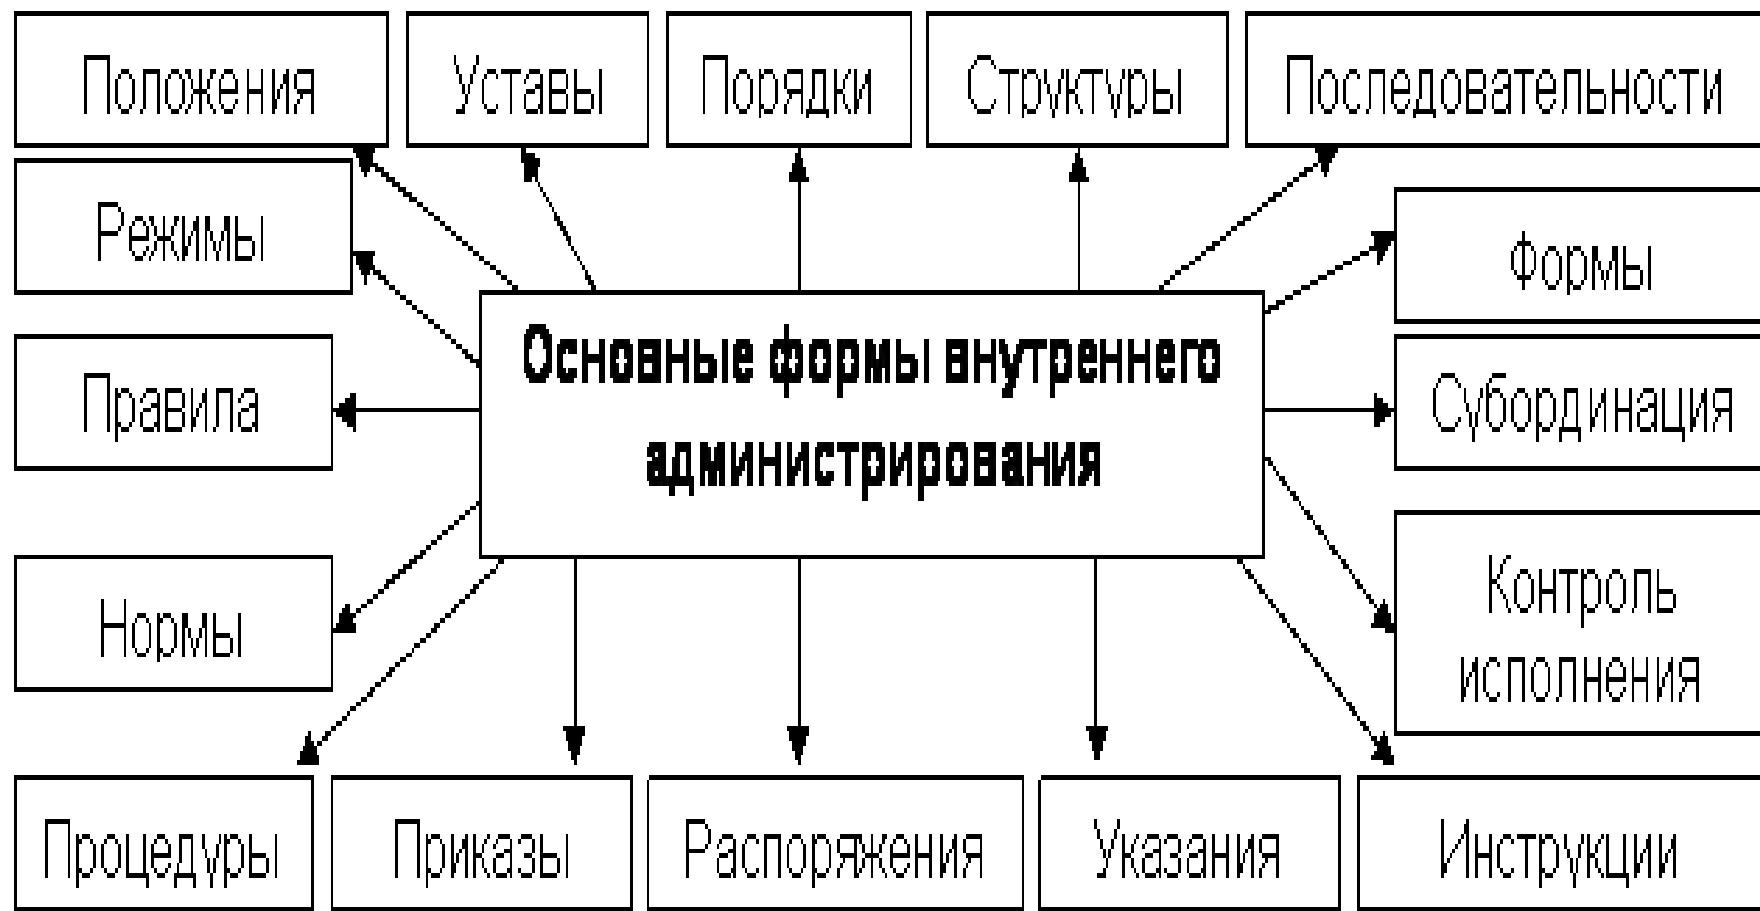 Положения
Уставы
Порядки
Структуры
Последовательности
Режимы
Формы
Основные формы внутреннего
администрирования
Правила
Субординация
Нормы
Контроль
исполнения
Процедуры
Приказы
Распоряжения
Указания
Инструкции